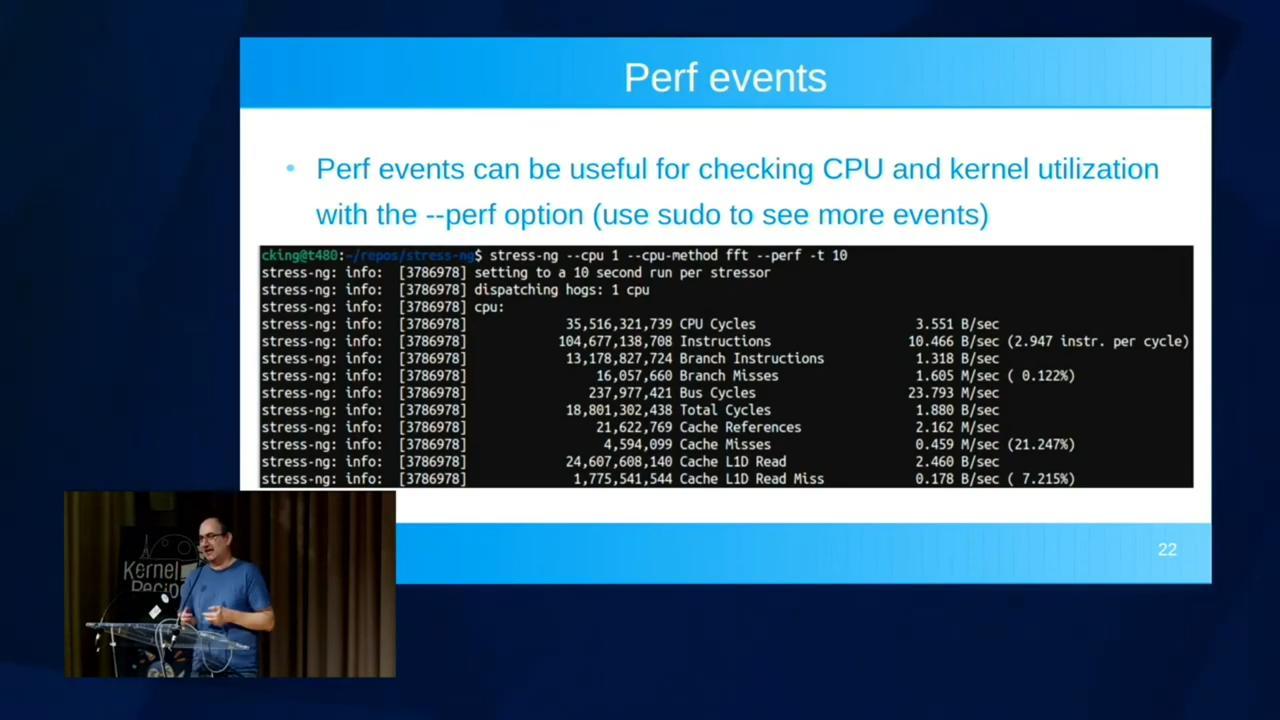 Perf events
• Perf events can be useful for checking CPU and kernel utilization
with the --perf option (use sudo to see more events)
cking@t480:~/repos/stress-ng$ stress-ng --cpu 1 --cpu-method fft --perf -t 10
stress-ng: info: [3786978] setting to a 10 second run per stressor
stress-ng: info: [3786978] dispatching hogs: 1 cpu
stress-ng: info: [3786978] cpu:
stress-ng: info: [3786978] 35,516,321,739 CPU Cycles 3.551 B/sec
stress-ng: info: [3786978] 104,677,138,708 Instructions 10.466 B/sec (2.947 instr. per cycle)
stress-ng: info: [3786978] 13,178,827,724 Branch Instructions 1.318 B/sec
stress-ng: info: [3786978] 16,057,660 Branch Misses 1.605 M/sec ( 0.122%)
stress-ng: info: [3786978] 237,977,421 Bus Cycles 23.793 M/sec
stress-ng: info: [3786978] 18,801,302,438 Total Cycles 1.880 B/sec
stress-ng: info: [3786978] 21,622,769 Cache References 2.162 M/sec
stress-ng: info: [3786978] 4,594,099 Cache Misses 0.459 M/sec (21.247%)
stress-ng: info: [3786978] 24,607,608,140 Cache L1D Read 2.460 B/sec
stress-ng: info: [3786978] 1,775,541,544 Cache L1D Read Miss 0.178 B/sec ( 7.215%)
22
Kernel